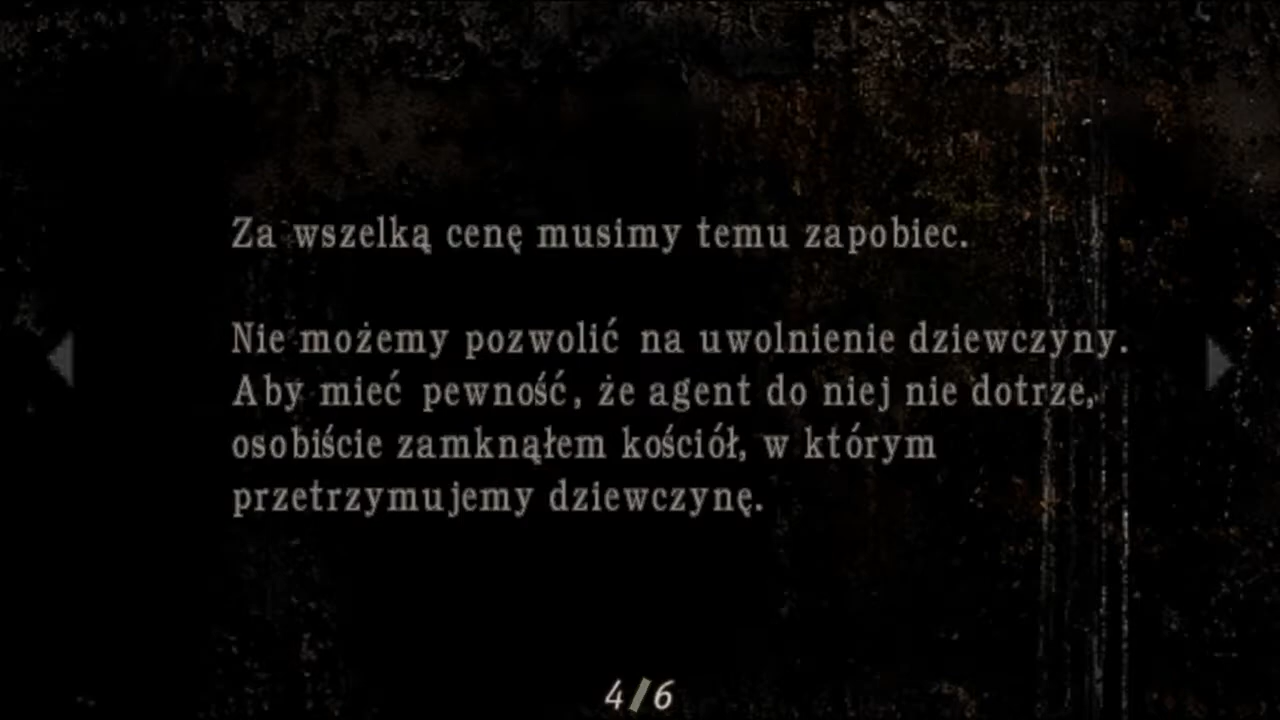 Za wszelką cenę musimy temu zapobiec.
Nie możemy pozwolić na uwolnienie dziewczyny.
Aby mieć pewność, że agent do niej nie dotrze,
osobiście zamknąłem kościół, w którym
przetrzymujemy dziewczynę.
4/6